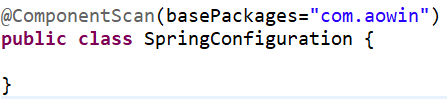 @ComponentScan(basePackages="com.aowin")
public class SpringConfiguration {
}